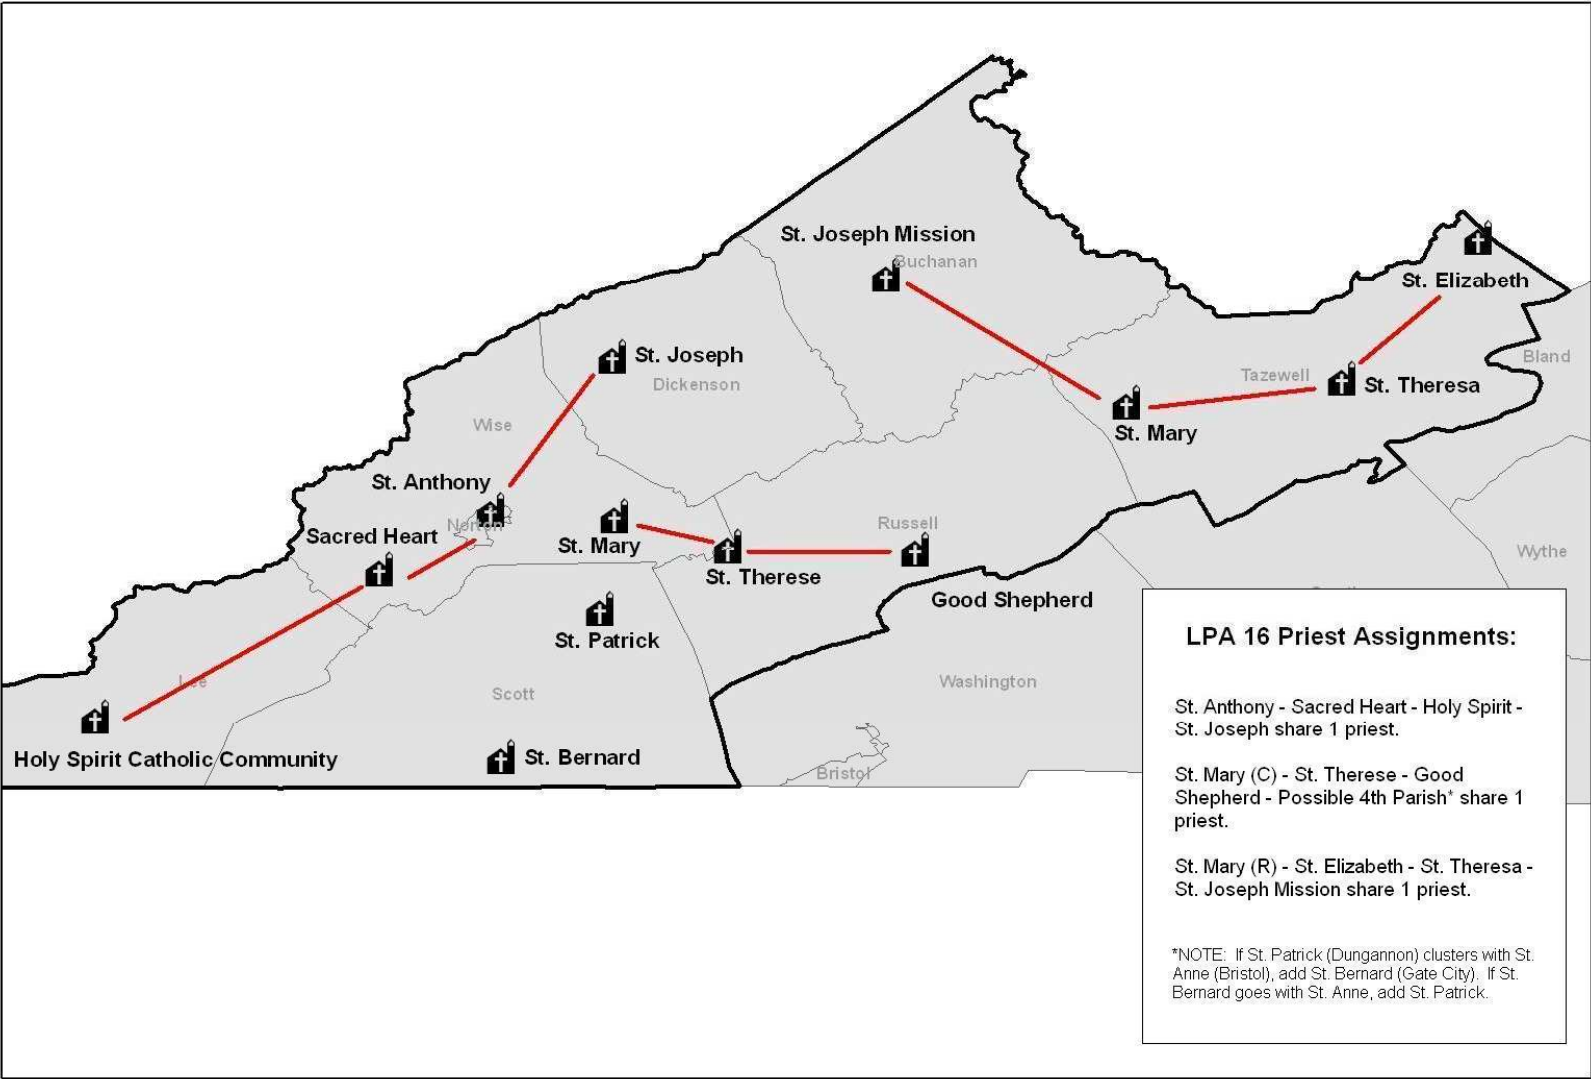 St. Joseph Mission
Buchanan
St. Elizabeth
St. Joseph
Dickenson
Bland
Tazewell
St. Theresa
Wise
St. Mary
St. Anthony
Norton
Russell
Sacred Heart
St. Mary
Wythe
St. Therese
Good Shepherd
St. Patrick
Lee
Scott
Washington
Holy Spirit Catholic Community
St. Bernard
Bristol
LPA 16 Priest Assignments:
St. Anthony - Sacred Heart - Holy Spirit -
St. Joseph share 1 priest.
St. Mary (C) - St. Therese - Good
Shepherd - Possible 4th Parish* share 1
priest.
St. Mary (R) - St. Elizabeth - St. Theresa -
St. Joseph Mission share 1 priest.
*NOTE: If St. Patrick (Dungannon) clusters with St.
Anne (Bristol), add St. Bernard (Gate City). If St.
Bernard goes with St. Anne, add St. Patrick.